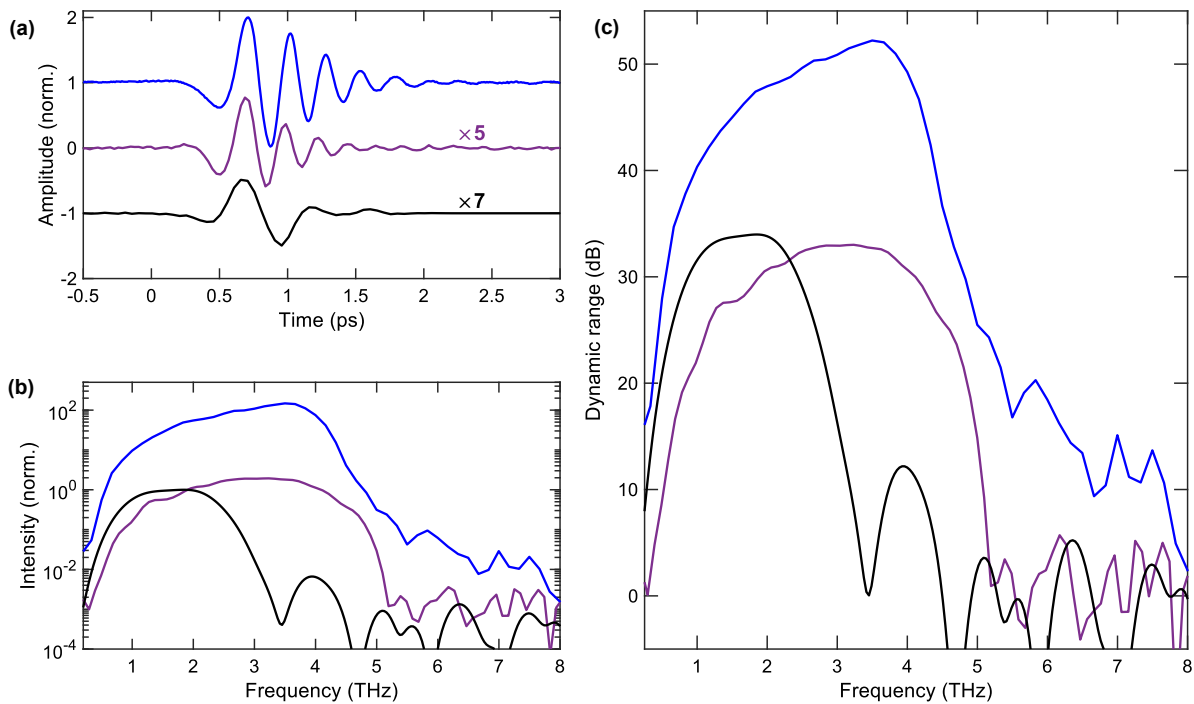 (a)
Amplitude (norm.)
2
1
0
-1
-2
×5
×7
-0.5 0 0.5 1 1.5 2 2.5 3
Time (ps)
(b)
Intensity (norm.)
10^2
10^0
10^-2
10^-4
1 2 3 4 5 6 7 8
Frequency (THz)
(c)
Dynamic range (dB)
50
40
30
20
10
0
1 2 3 4 5 6 7 8
Frequency (THz)